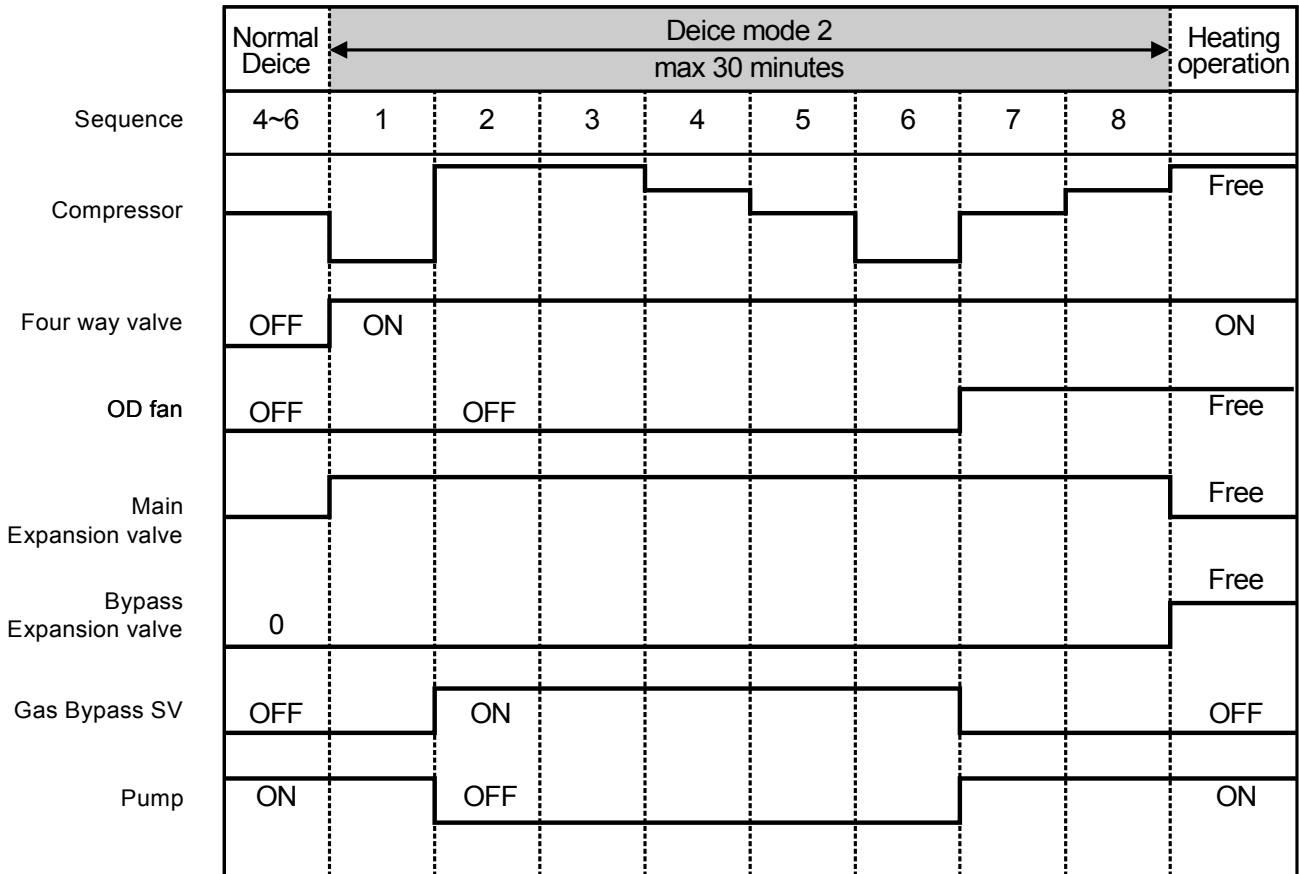 Normal Deice
Deice mode 2
max 30 minutes
Heating operation
Sequence 4~6 1 2 3 4 5 6 7 8
Compressor Free
Four way valve OFF ON ON
OD fan OFF OFF Free
Main Expansion valve Free
Bypass Expansion valve 0 Free
Gas Bypass SV OFF ON OFF
Pump ON OFF ON